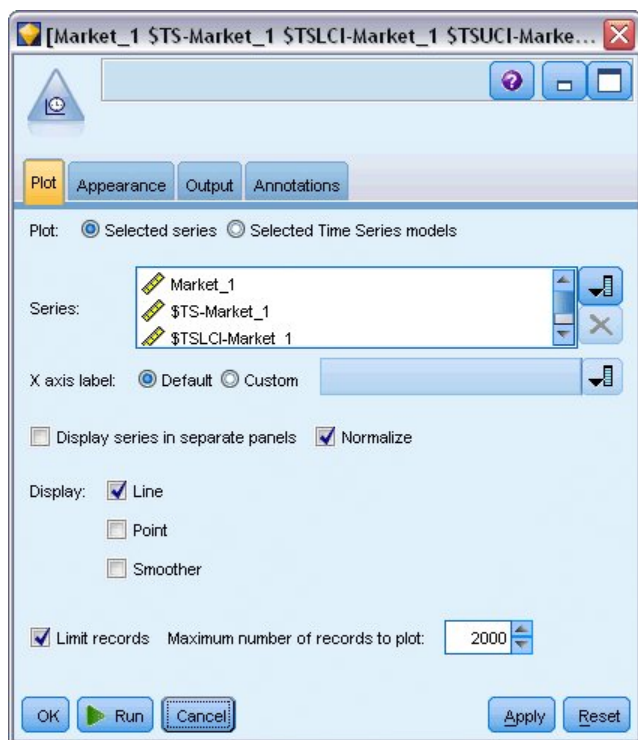 [Market_1 $TS-Market_1 $TSLCI-Market_1 $TSUCI-Marke...
Plot Appearance Output Annotations
Plot: Selected series Selected Time Series models
Series:
Market_1
$TS-Market_1
$TSLCI-Market_1
X axis label: Default Custom
Display series in separate panels Normalize
Display: Line
Point
Smoother
Limit records Maximum number of records to plot: 2000
OK Run Cancel Apply Reset